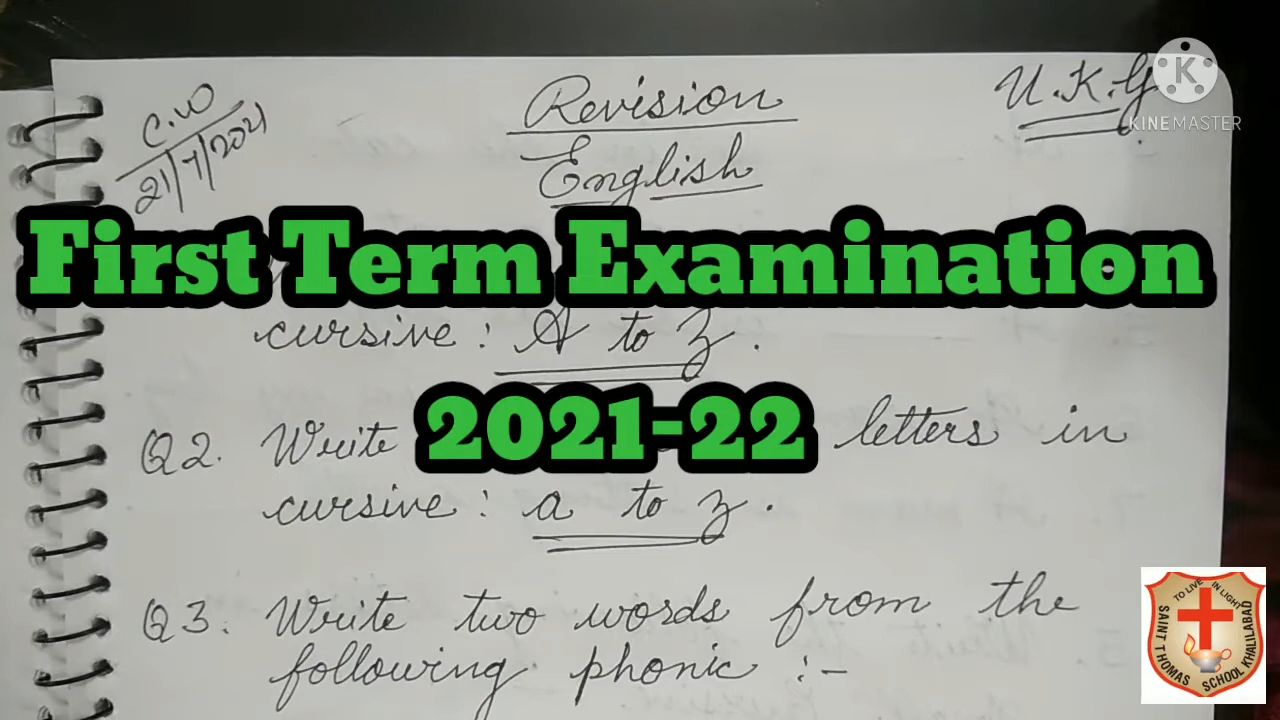 C.W
21/7/2021
Revision
English
U.K.G
KINEMASTER
First Term Examination
cursive : A to Z .
2021-22
Q2. Write letters in
cursive : a to z .
Q3. Write two words from the
following phonic :-
TO LIVE IN LIGHT
SAINT THOMAS SCHOOL KHALILABAD